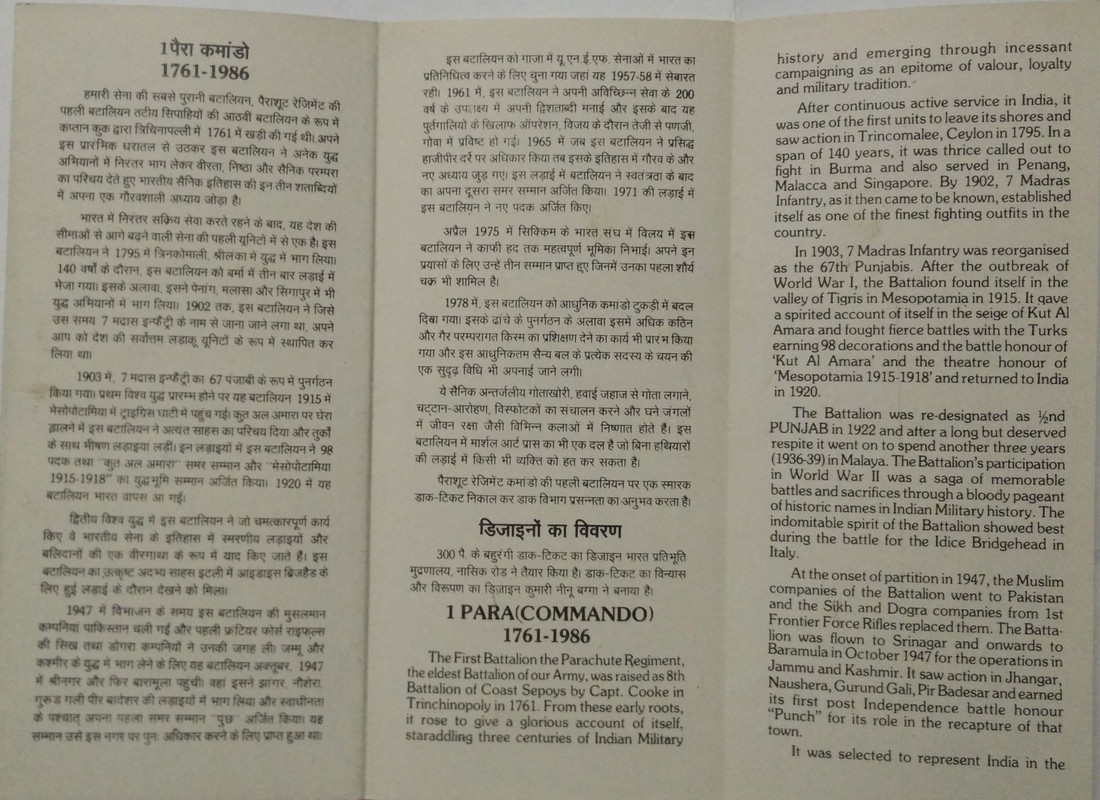 1पैरा कमांडो
1761-1986
हमारी सेना की सबसे पुरानी बटालियन, पैराशूट रेजिमेंट की
पहली बटालियन तटीय सिपाहियों की आठवीं बटालियन के रूप में
कप्तान कुक द्वारा त्रिचिनापल्ली में 1761 में खड़ी की गई थी। अपने
इस प्रारंभिक धरातल से उठकर इस बटालियन ने अनेक युद्ध
अभियानों में निरंतर भाग लेकर वीरता, निष्ठा और सैनिक परम्परा
का परिचय देते हुए भारतीय सैनिक इतिहास की इन तीन शताब्दियों
में अपना एक गौरवशाली अध्याय जोड़ा है।
भारत में निरंतर सक्रिय सेवा करते रहने के बाद, यह देश की
सीमाओं से आगे बढ़ने वाली सेना की पहली यूनिटों में से एक है। इस
बटालियन ने 1795 में त्रिनकोमाली, श्रीलंका में युद्ध में भाग लिया।
140 वर्षों के दौरान, इस बटालियन को बर्मा में तीन बार लड़ाई में
भेजा गया। इसके अलावा, इसने पेनांग, मलासा और सिंगापुर में भी
युद्ध अभियानों में भाग लिया। 1902 तक, इस बटालियन ने जिसे
उस समय 7 मद्रास इन्फैंट्री के नाम से जाना जाने लगा था, अपने
आप को देश की सर्वोत्तम लड़ाकू यूनिटों के रूप में स्थापित कर
लिया था।
1903 में, 7 मद्रास इन्फैंट्री का 67 पंजाबी के रूप में पुनर्गठन
किया गया। प्रथम विश्व युद्ध प्रारम्भ होने पर यह बटालियन 1915 में
मेसोपोटामिया में टाइग्रिस घाटी में पहुंच गई। कुत अल अमारा पर घेरा
डालने में इस बटालियन ने अत्यंत साहस का परिचय दिया और तुर्कों
के साथ भीषण लड़ाइयां लड़ीं। इन लड़ाइयों में इस बटालियन ने 98
पदक तथा "कुत अल अमारा" समर सम्मान और "मेसोपोटामिया
1915-1918" का युद्धभूमि सम्मान अर्जित किया। 1920 में यह
बटालियन भारत वापस आ गई।
द्वितीय विश्व युद्ध में इस बटालियन ने जो चमत्कारपूर्ण कार्य
किए वे भारतीय सेना के इतिहास में स्मरणीय लड़ाइयों और
बलिदानों की एक वीरगाथा के रूप में याद किए जाते हैं। इस
बटालियन का उत्कृष्ट अदभ्य साहस इटली में आइडाइस ब्रिजहैड के
लिए हुई लड़ाई के दौरान देखने को मिला।
1947 में विभाजन के समय इस बटालियन की मुसलमान
कम्पनियां पाकिस्तान चली गई और पहली फ्रंटियर फोर्स राइफल्स
की सिख तथा डोगरा कम्पनियों ने उनकी जगह ली। जम्मू और
कश्मीर के युद्ध में भाग लेने के लिए यह बटालियन अक्तूबर, 1947
में श्रीनगर और फिर बारामूला पहुंची। वहां इसने झांगर, नौशेरा,
गुरूंड गली पीर बादेशर की लड़ाइयों में भाग लिया और स्वाधीनता
के पश्चात् अपना पहला समर सम्मान "पुंछ" अर्जित किया। यह
सम्मान उसे इस नगर पर पुनः अधिकार करने के लिए प्राप्त हुआ था।
इस बटालियन को गाजा में यू.एन.ई.एफ. सेनाओं में भारत का
प्रतिनिधित्व करने के लिए चुना गया जहां यह 1957-58 में सेवारत
रही। 1961 में, इस बटालियन ने अपनी अविच्छिन्न सेवा के 200
वर्ष के उपलक्ष्य में अपनी द्विशताब्दी मनाई और इसके बाद यह
पुर्तगालियों के खिलाफ ऑपरेशन, विजय के दौरान तेजी से पणजी,
गोवा में प्रविष्ट हो गई। 1965 में जब इस बटालियन ने प्रसिद्ध
हाजीपीर दर्रे पर अधिकार किया तब इसके इतिहास में गौरव के और
नए अध्याय जुड़ गए। इस लड़ाई में बटालियन ने स्वतंत्रता के बाद
का अपना दूसरा समर सम्मान अर्जित किया। 1971 की लड़ाई में
इस बटालियन ने नए पदक अर्जित किए।
अप्रैल 1975 में सिक्किम के भारत संघ में विलय में इस
बटालियन ने काफी हद तक महत्वपूर्ण भूमिका निभाई। अपने इन
प्रयासों के लिए उन्हें तीन सम्मान प्राप्त हुए जिनमें उनका पहला शौर्य
चक्र भी शामिल है।
1978 में, इस बटालियन को आधुनिक कमांडो टुकड़ी में बदल
दिया गया। इसके ढांचे के पुनर्गठन के अलावा इसमें अधिक कठिन
और गैर परम्परागत किस्म का प्रशिक्षण देने का कार्य भी प्रारंभ किया
गया और इस आधुनिकतम सैन्य बल के प्रत्येक सदस्य के चयन की
एक सुदृढ़ विधि भी अपनाई जाने लगी।
ये सैनिक अन्तर्जलीय गोताखोरी, हवाई जहाज से गोता लगाने,
चट्टान-आरोहण, विस्फोटकों का संचालन करने और घने जंगलों
में जीवन रक्षा जैसी विभिन्न कलाओं में निष्णात होते हैं। इस
बटालियन में मार्शल आर्ट प्रास का भी एक दल है जो बिना हथियारों
की लड़ाई में किसी भी व्यक्ति को हत कर सकता है।
पैराशूट रेजिमेंट कमांडो की पहली बटालियन पर एक स्मारक
डाक-टिकट निकाल कर डाक विभाग प्रसन्नता का अनुभव करता है।
डिजाइनों का विवरण
300 पै. के बहुरंगी डाक-टिकट का डिजाइन भारत प्रतिभूति
मुद्रणालय, नासिक रोड ने तैयार किया है। डाक-टिकट का विन्यास
और विरूपण का डिज़ाइन कुमारी नीनू बग्गा ने बनाया है।
1 PARA(COMMANDO)
1761-1986
The First Battalion the Parachute Regiment,
the eldest Battalion of our Army, was raised as 8th
Battalion of Coast Sepoys by Capt. Cooke in
Trinchinopoly in 1761. From these early roots,
it rose to give a glorious account of itself,
staraddling three centuries of Indian Military
history and emerging through incessant
campaigning as an epitome of valour, loyalty
and military tradition.
After continuous active service in India, it
was one of the first units to leave its shores and
saw action in Trincomalee, Ceylon in 1795. In a
span of 140 years, it was thrice called out to
fight in Burma and also served in Penang,
Malacca and Singapore. By 1902, 7 Madras
Infantry, as it then came to be known, established
itself as one of the finest fighting outfits in the
country.
In 1903, 7 Madras Infantry was reorganised
as the 67th Punjabis. After the outbreak of
World War I, the Battalion found itself in the
valley of Tigris in Mesopotamia in 1915. It gave
a spirited account of itself in the seige of Kut Al
Amara and fought fierce battles with the Turks
earning 98 decorations and the battle honour of
'Kut Al Amara' and the theatre honour of
'Mesopotamia 1915-1918' and returned to India
in 1920.
The Battalion was re-designated as ½nd
PUNJAB in 1922 and after a long but deserved
respite it went on to spend another three years
(1936-39) in Malaya. The Battalion's participation
in World War II was a saga of memorable
battles and sacrifices through a bloody pageant
of historic names in Indian Military history. The
indomitable spirit of the Battalion showed best
during the battle for the Idice Bridgehead in
Italy.
At the onset of partition in 1947, the Muslim
companies of the Battalion went to Pakistan
and the Sikh and Dogra companies from 1st
Frontier Force Rifles replaced them. The Batta-
lion was flown to Srinagar and onwards to
Baramula in October 1947 for the operations in
Jammu and Kashmir. It saw action in Jhangar,
Naushera, Gurund Gali, Pir Badesar and earned
its first post Independence battle honour
"Punch" for its role in the recapture of that
town.
It was selected to represent India in the